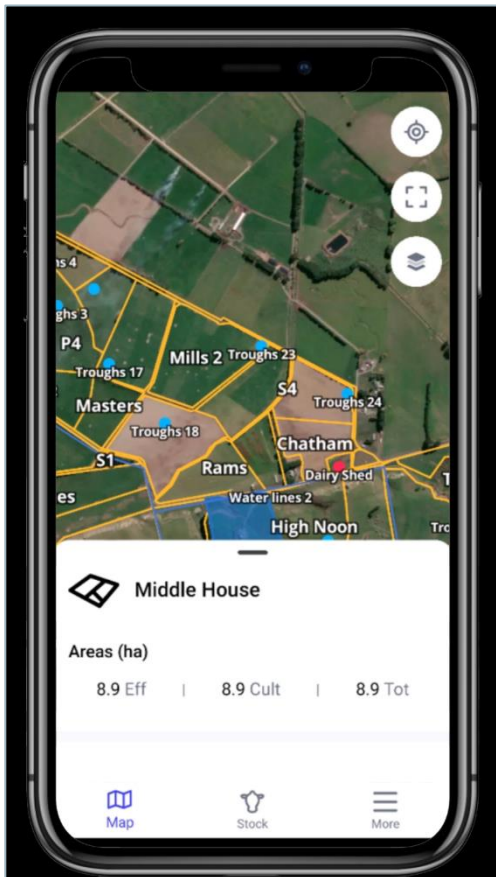 hs 4
ghs 3
P4
Mills 2
Troughs 23
Troughs 17
S4
Masters
Troughs 24
Troughs 18
Chatham
S1
Rams
Dairy Shed
es
Water lines 2
High Noon
Tro
Middle House
Areas (ha)
8.9 Eff | 8.9 Cult | 8.9 Tot
Map Stock More